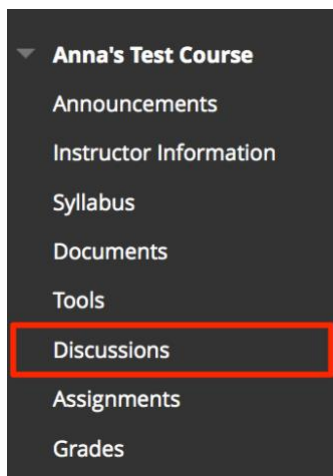 Anna's Test Course
Announcements
Instructor Information
Syllabus
Documents
Tools
Discussions
Assignments
Grades